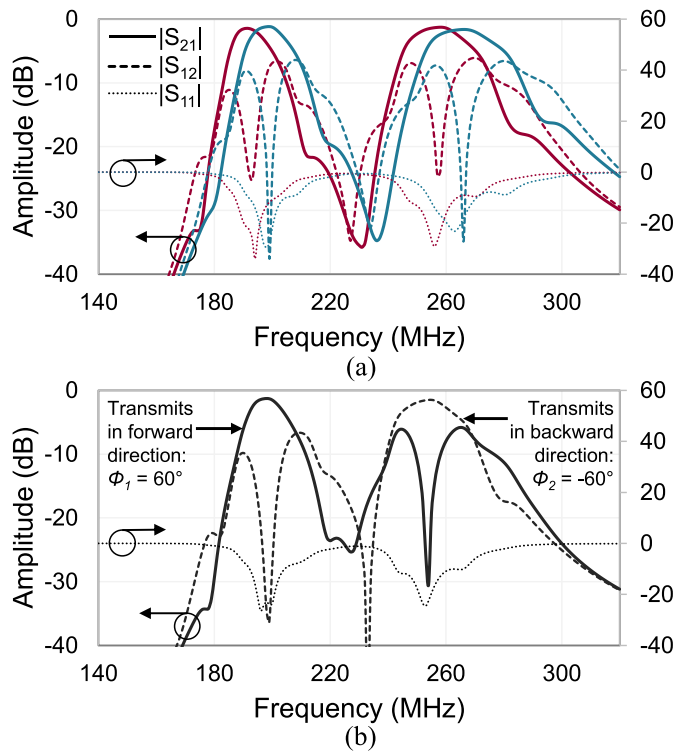 |S21|
|S12|
|S11|
Amplitude (dB)
0
-10
-20
-30
-40
60
40
20
0
-20
-40
140
180
220
260
300
Frequency (MHz)
(a)
Transmits
in forward
direction:
Φ1 = 60°
Transmits
in backward
direction:
Φ2 = -60°
Amplitude (dB)
0
-10
-20
-30
-40
60
40
20
0
-20
-40
140
180
220
260
300
Frequency (MHz)
(b)